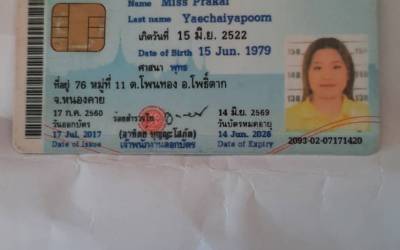 Name Miss Prakai
Last name Yaechaiyapoom
เกิดวันที่ 15 มิ.ย. 2522
Date of Birth 15 Jun. 1979
ศาสนา พุทธ
ที่อยู่ 76 หมู่ที่ 11 ต.โพนทอง อ.โพธิ์ตาก
จ.หนองคาย
17 ก.ค. 2560
วันออกบัตร
17 Jul. 2017
Date of Issue
เจ้าพนักงานออกบัตร
14 มิ.ย. 2569
วันบัตรหมดอายุ
14 Jun. 2026
Date of Expiry
2093-02-07171420